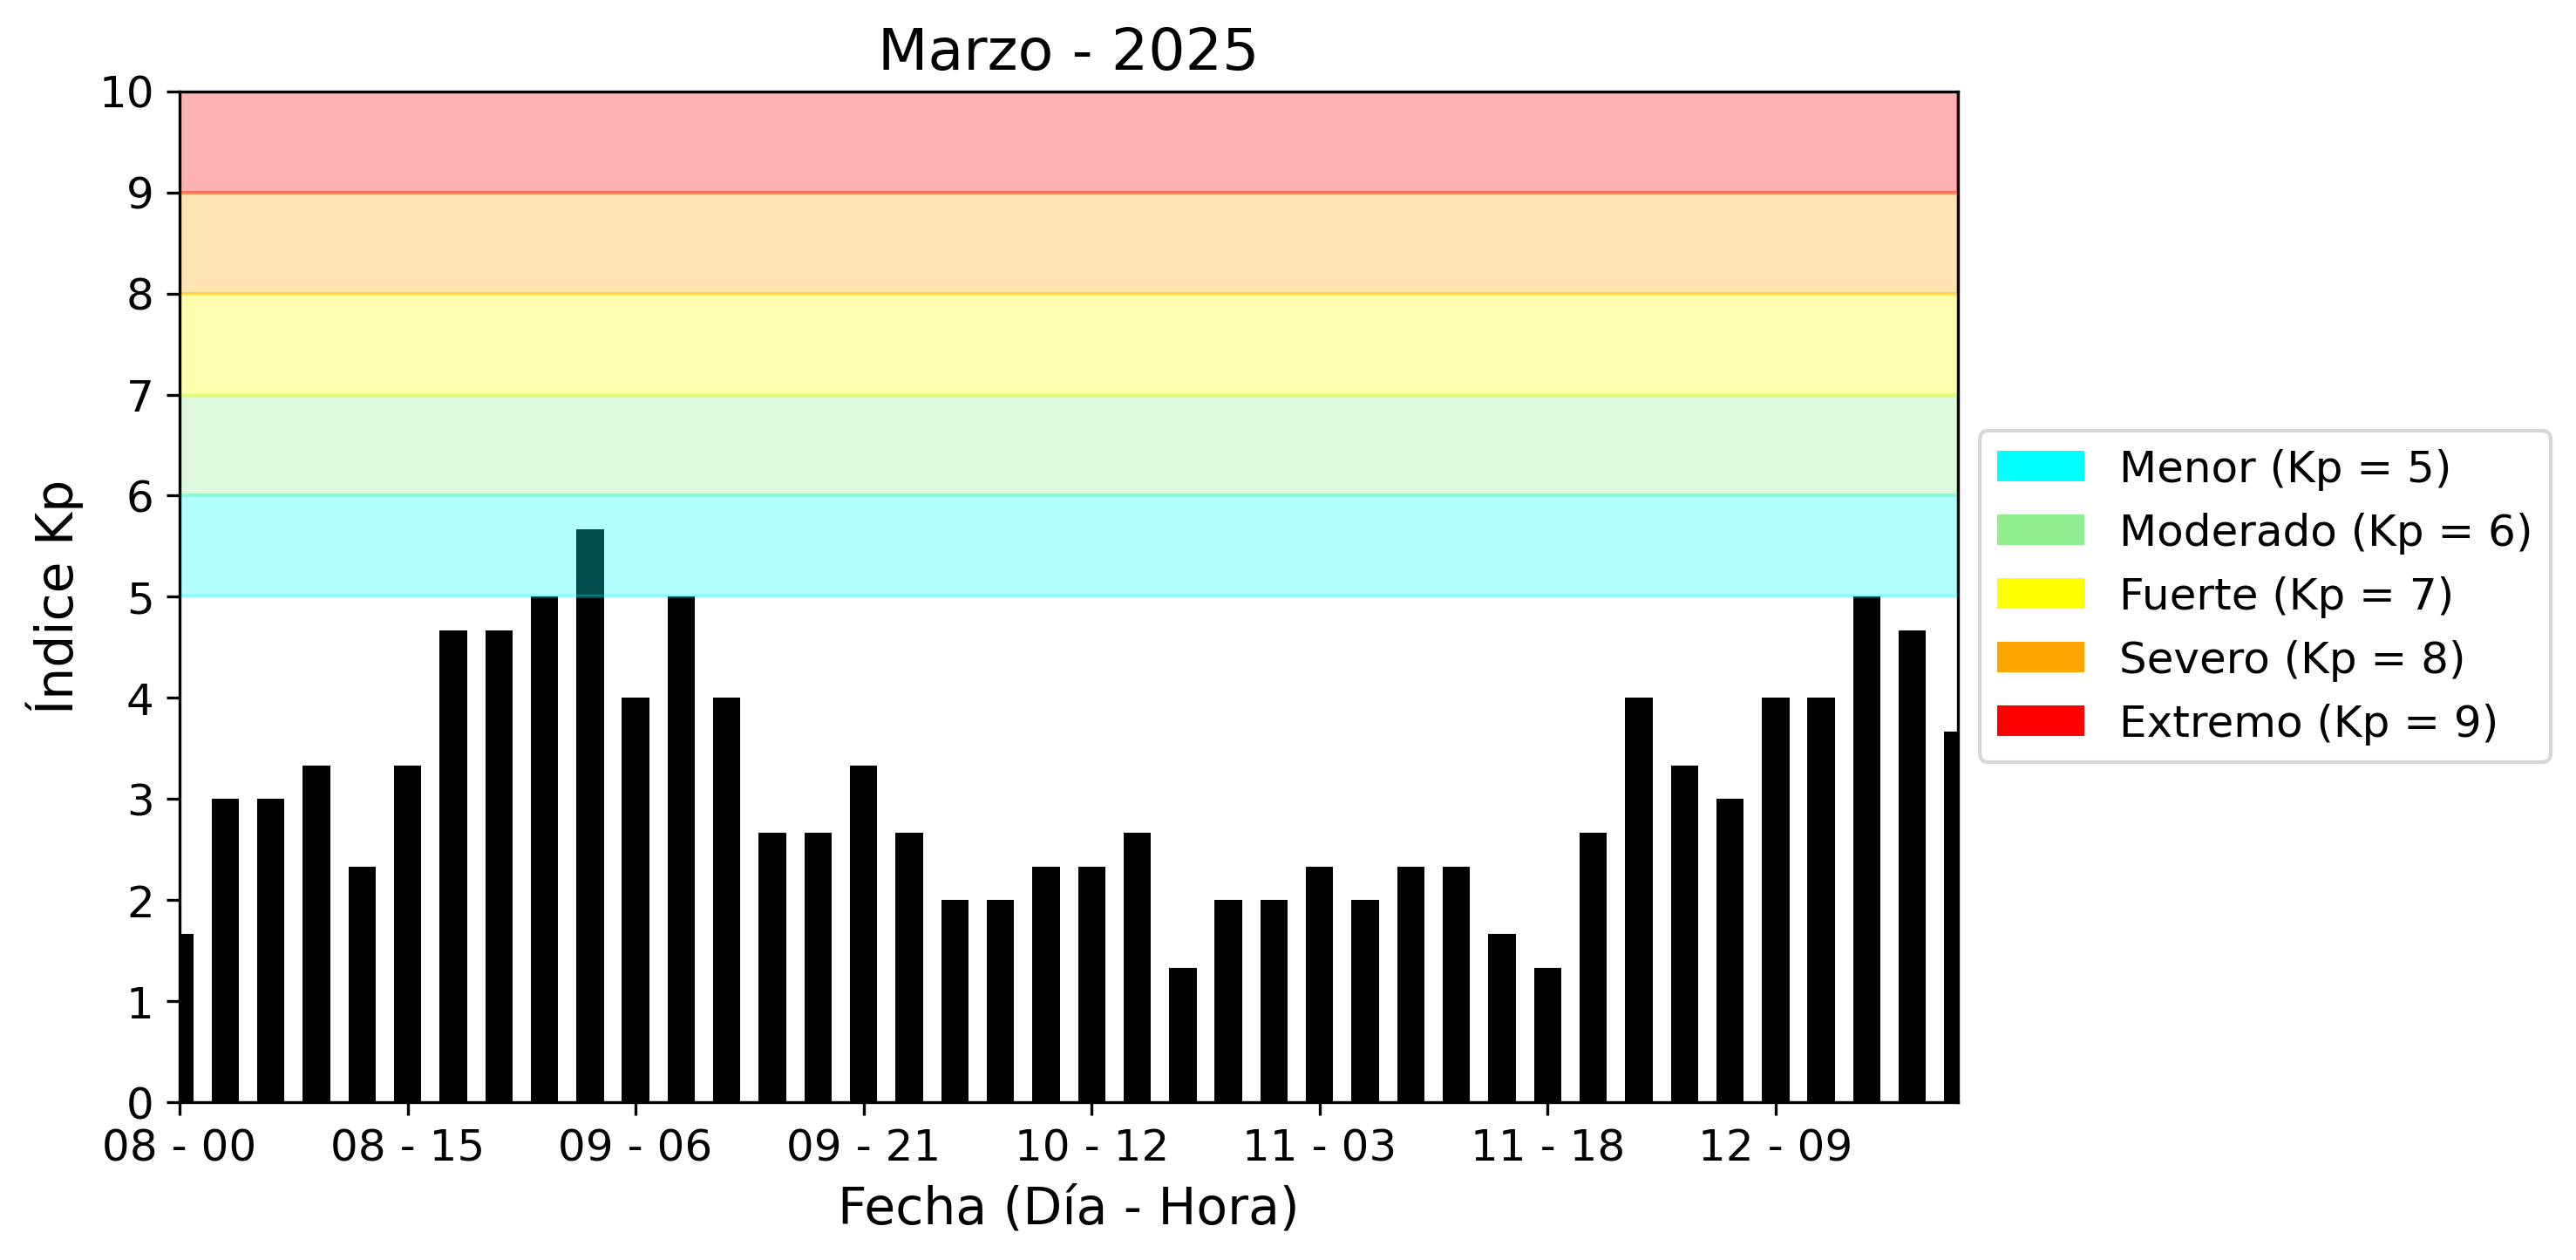 Marzo - 2025
10
9
8
7
6
5
4
3
2
1
0
Índice Kp
08 - 00
08 - 15
09 - 06
09 - 21
10 - 12
11 - 03
11 - 18
12 - 09
Fecha (Día - Hora)
Menor (Kp = 5)
Moderado (Kp = 6)
Fuerte (Kp = 7)
Severo (Kp = 8)
Extremo (Kp = 9)